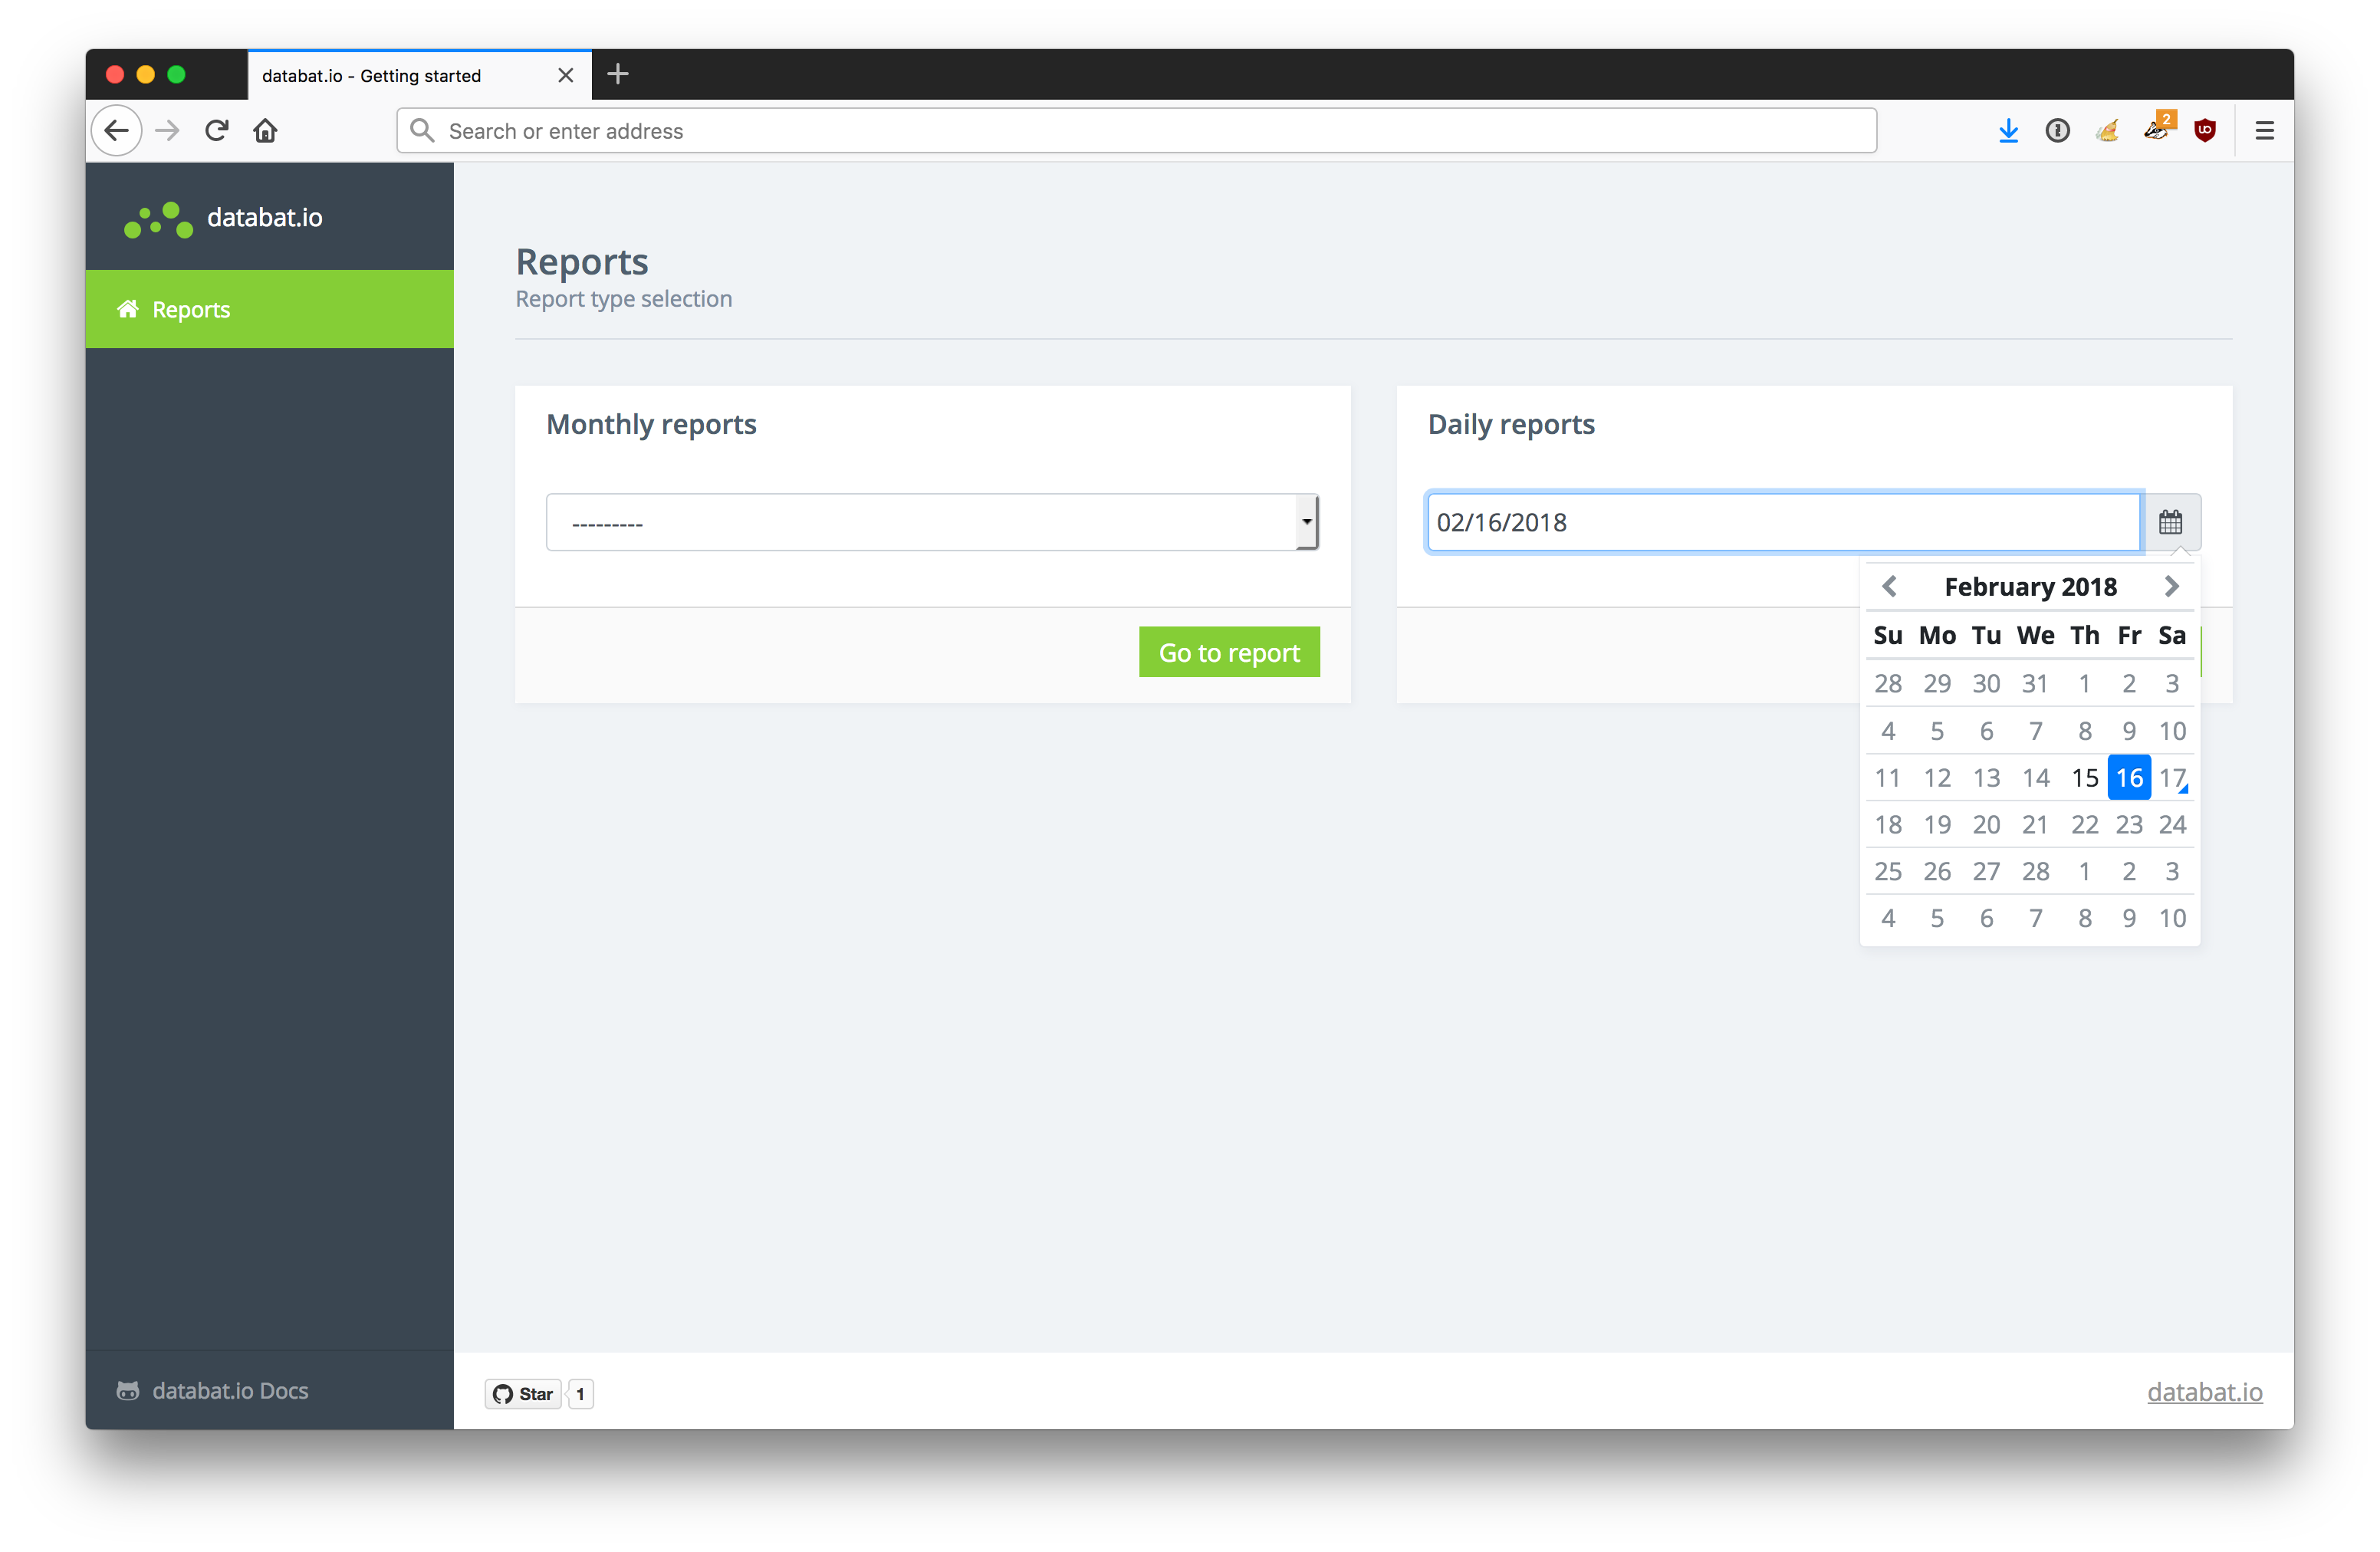 databat.io - Getting started
Search or enter address
2
databat.io
Reports
Reports
Report type selection
Monthly reports
---------
Go to report
Daily reports
02/16/2018
February 2018
Su Mo Tu We Th Fr Sa
28 29 30 31 1 2 3
4 5 6 7 8 9 10
11 12 13 14 15 16 17
18 19 20 21 22 23 24
25 26 27 28 1 2 3
4 5 6 7 8 9 10
databat.io Docs
Star 1
databat.io